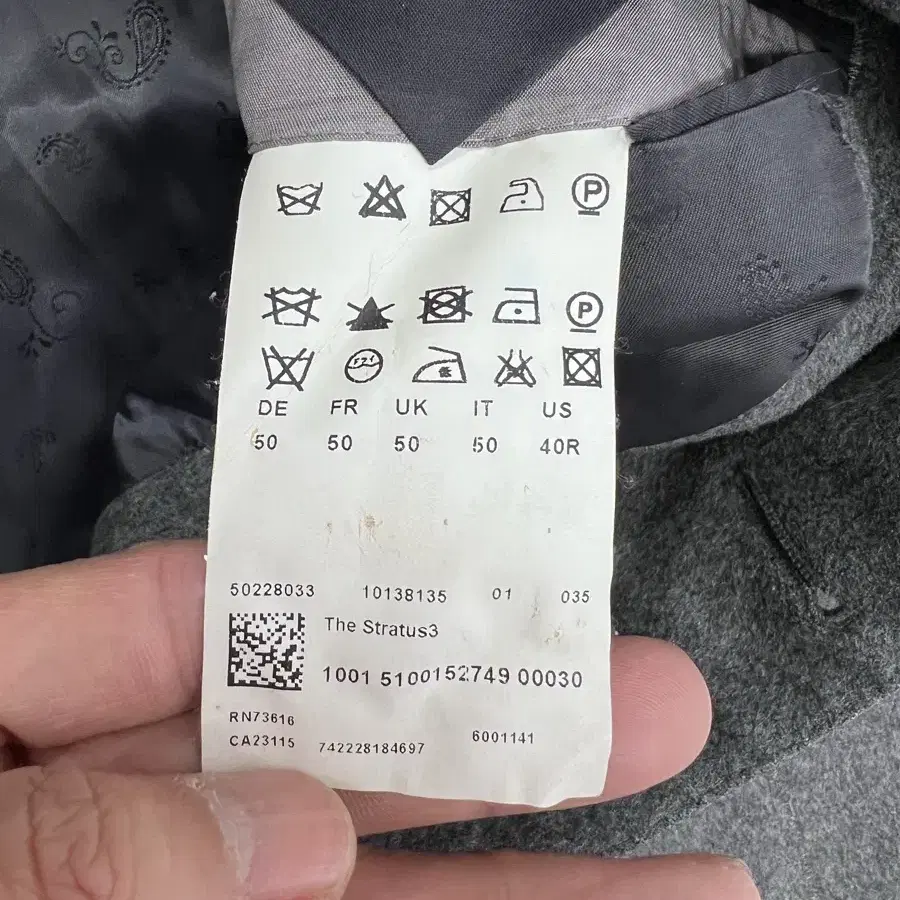 P
P
DE FR UK IT US
50 50 50 50 40R
50228033 10138135 01 035
The Stratus3
1001 5100152749 00030
RN73616
CA23115 742228184697 6001141